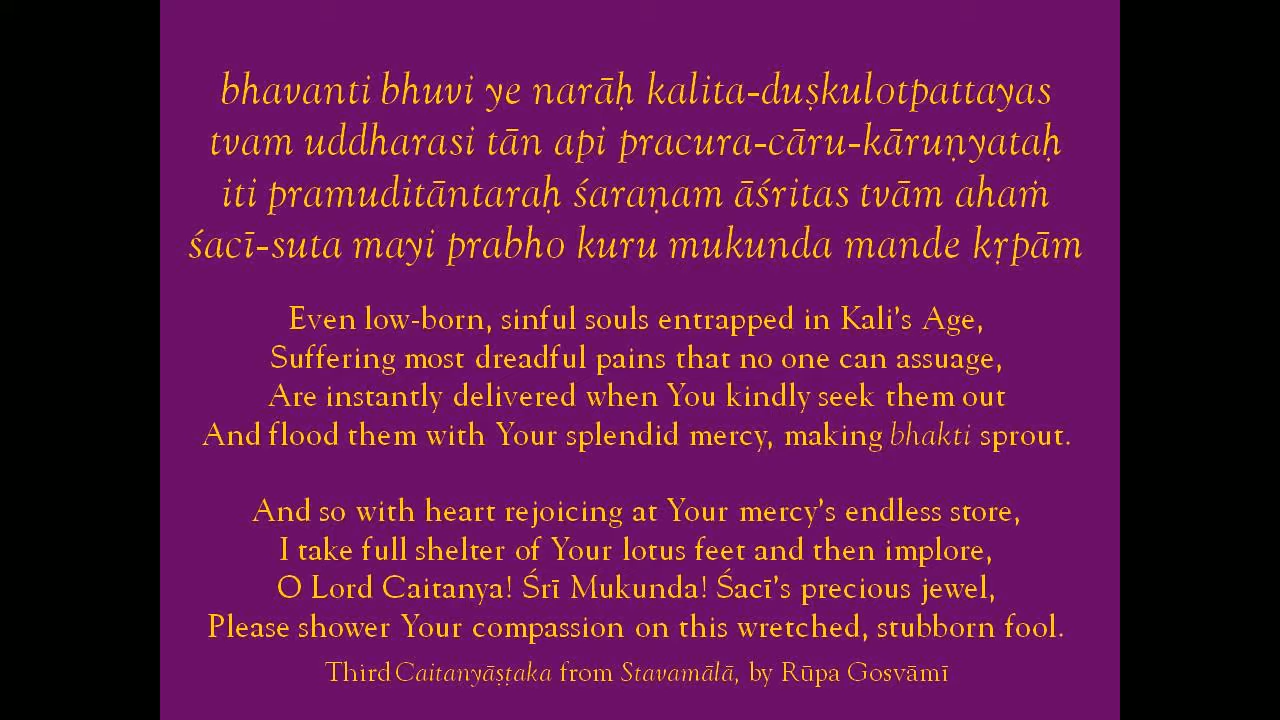 bhavanti bhuvi ye narāḥ kalita-duṣkulotpattayas
tvam uddharasi tān api pracura-cāru-kāruṇyataḥ
iti pramuditāntaraḥ śaraṇam āśritas tvām ahaṁ
śacī-suta mayi prabho kuru mukunda mande kṛpām
Even low-born, sinful souls entrapped in Kali's Age,
Suffering most dreadful pains that no one can assuage,
Are instantly delivered when You kindly seek them out
And flood them with Your splendid mercy, making bhakti sprout.
And so with heart rejoicing at Your mercy's endless store,
I take full shelter of Your lotus feet and then implore,
O Lord Caitanya! Śrī Mukunda! Śacī's precious jewel,
Please shower Your compassion on this wretched, stubborn fool.
Third Caitanyāṣṭaka from Stavamālā, by Rūpa Gosvāmī